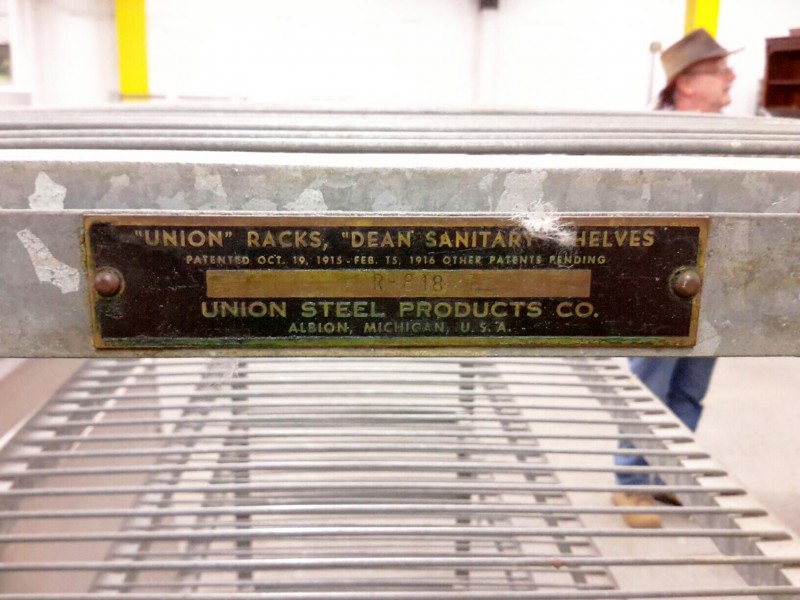 "UNION" RACKS, "DEAN SANITARY" SHELVES
PATENTED OCT. 19, 1915 - FEB. 15, 1916 OTHER PATENTS PENDING
UNION STEEL PRODUCTS CO.
ALBION, MICHIGAN, U.S.A.